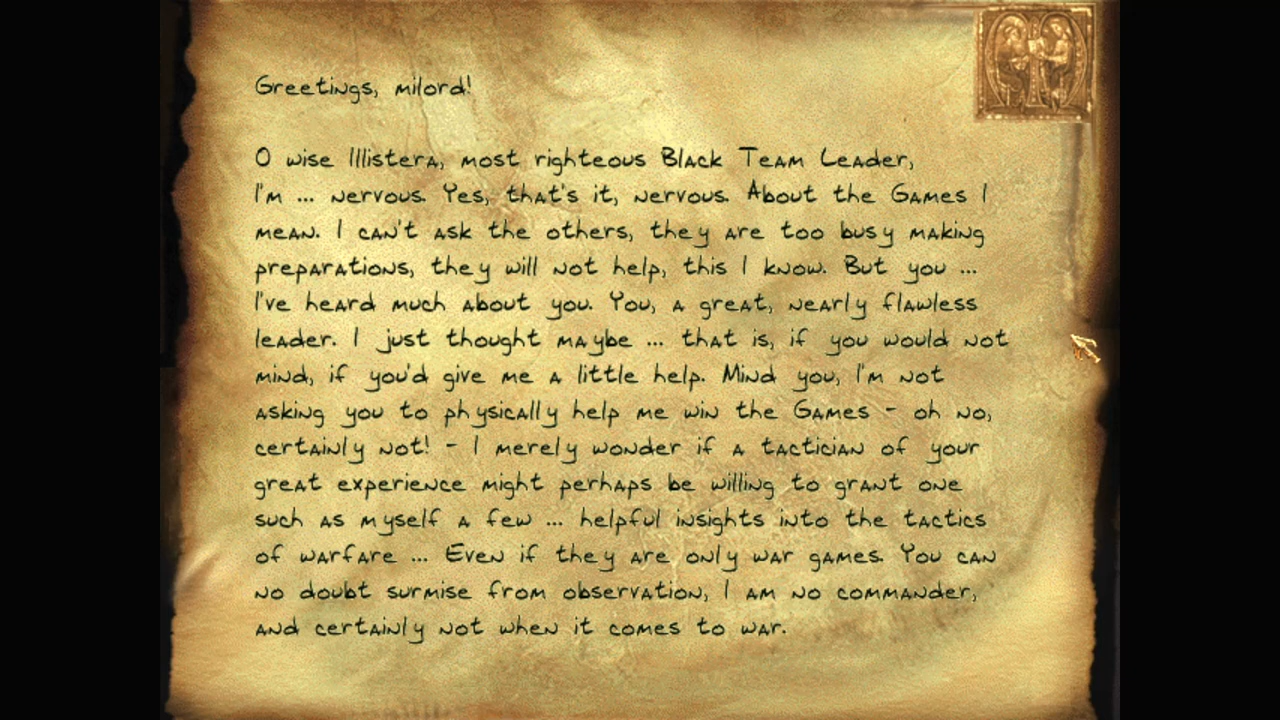 Greetings, milord!
O wise Illistera, most righteous Black Team Leader,
I'm ... nervous. Yes, that's it, nervous. About the Games I
mean. I can't ask the others, they are too busy making
preparations, they will not help, this I know. But you ...
I've heard much about you. You, a great, nearly flawless
leader. I just thought maybe ... that is, if you would not
mind, if you'd give me a little help. Mind you, I'm not
asking you to physically help me win the Games - oh no,
certainly not! - I merely wonder if a tactician of your
great experience might perhaps be willing to grant one
such as myself a few ... helpful insights into the tactics
of warfare ... Even if they are only war games. You can
no doubt surmise from observation, I am no commander,
and certainly not when it comes to war.